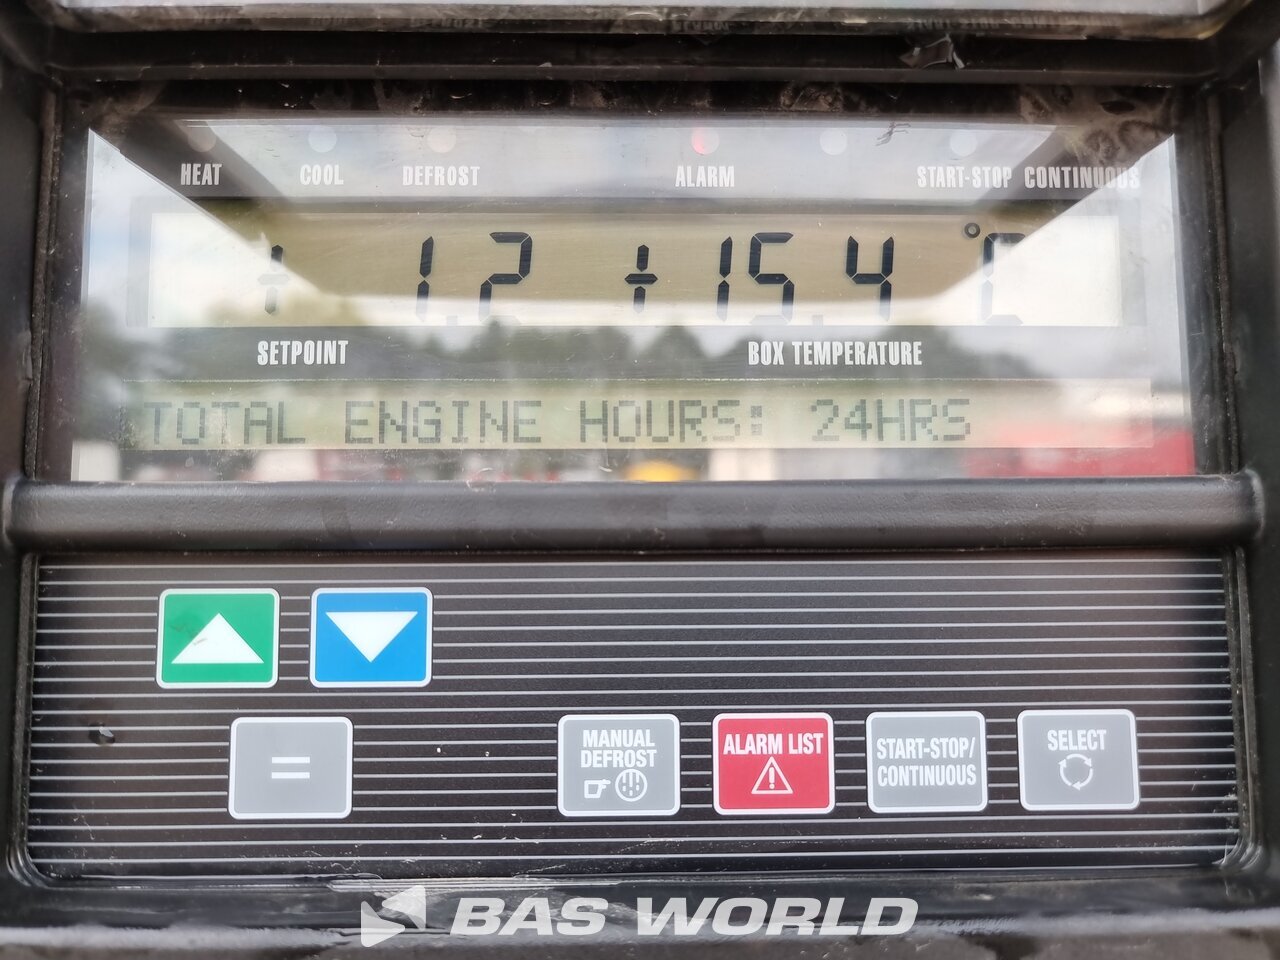 HEAT COOL DEFROST ALARM START-STOP CONTINUOUS
+ 1.2 +15.4 °C
SETPOINT BOX TEMPERATURE
TOTAL ENGINE HOURS: 24HRS
=
MANUAL DEFROST
ALARM LIST
START-STOP/
CONTINUOUS
SELECT
BAS WORLD